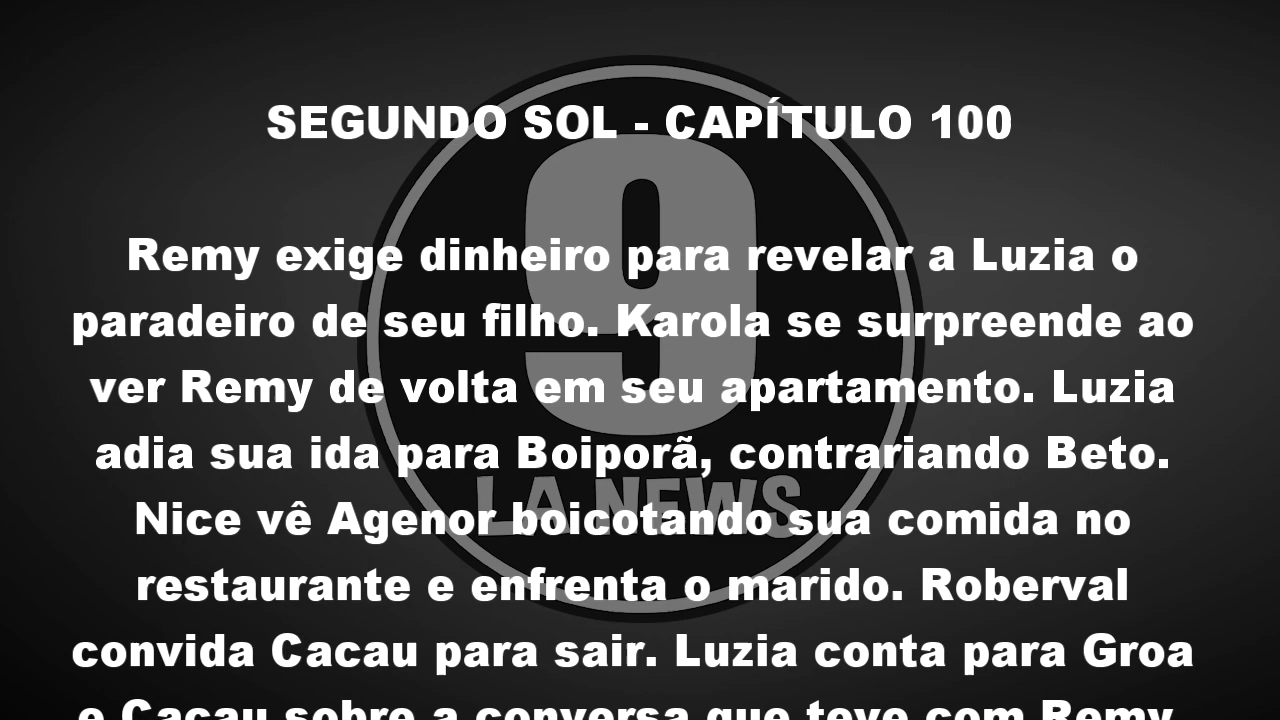 SEGUNDO SOL - CAPÍTULO 100
Remy exige dinheiro para revelar a Luzia o
paradeiro de seu filho. Karola se surpreende ao
ver Remy de volta em seu apartamento. Luzia
adia sua ida para Boiporã, contrariando Beto.
Nice vê Agenor boicotando sua comida no
restaurante e enfrenta o marido. Roberval
convida Cacau para sair. Luzia conta para Groa
e Cacau sobre a conversa que teve com Remy.
9
LA NEWS